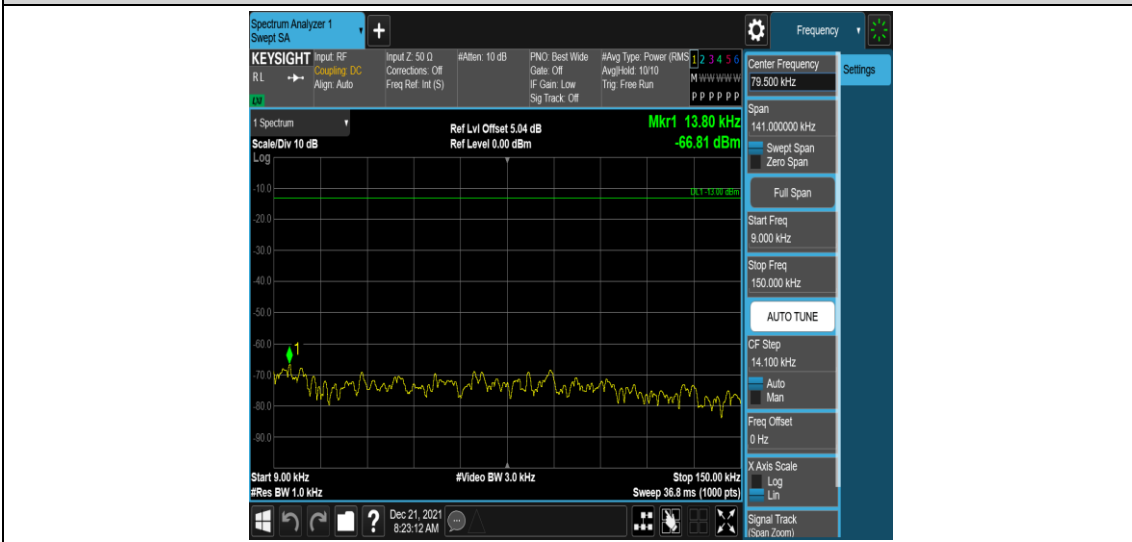 Spectrum Analyzer 1
Swept SA
+
Frequency
KEYSIGHT
RL
LXI
Input: RF
Coupling: DC
Align: Auto
Input Z: 50 Ω
Corrections: Off
Freq Ref: Int (S)
#Atten: 10 dB
PNO: Best Wide
Gate: Off
IF Gain: Low
Sig Track: Off
#Avg Type: Power (RMS
Avg|Hold: 10/10
Trig: Free Run
1 2 3 4 5 6
M W W W W W
P P P P P P
1 Spectrum
Scale/Div 10 dB
Log
Ref Lvl Offset 5.04 dB
Ref Level 0.00 dBm
Mkr1 13.80 kHz
-66.81 dBm
DL1 -13.00 dBm
-10.0
-20.0
-30.0
-40.0
-50.0
-60.0
-70.0
-80.0
-90.0
1
Start 9.00 kHz
#Res BW 1.0 kHz
#Video BW 3.0 kHz
Stop 150.00 kHz
Sweep 36.8 ms (1000 pts)
?
Dec 21, 2021
8:23:12 AM
Center Frequency
79.500 kHz
Settings
Span
141.000000 kHz
Swept Span
Zero Span
Full Span
Start Freq
9.000 kHz
Stop Freq
150.000 kHz
AUTO TUNE
CF Step
14.100 kHz
Auto
Man
Freq Offset
0 Hz
X Axis Scale
Log
Lin
Signal Track
(Span Zoom)